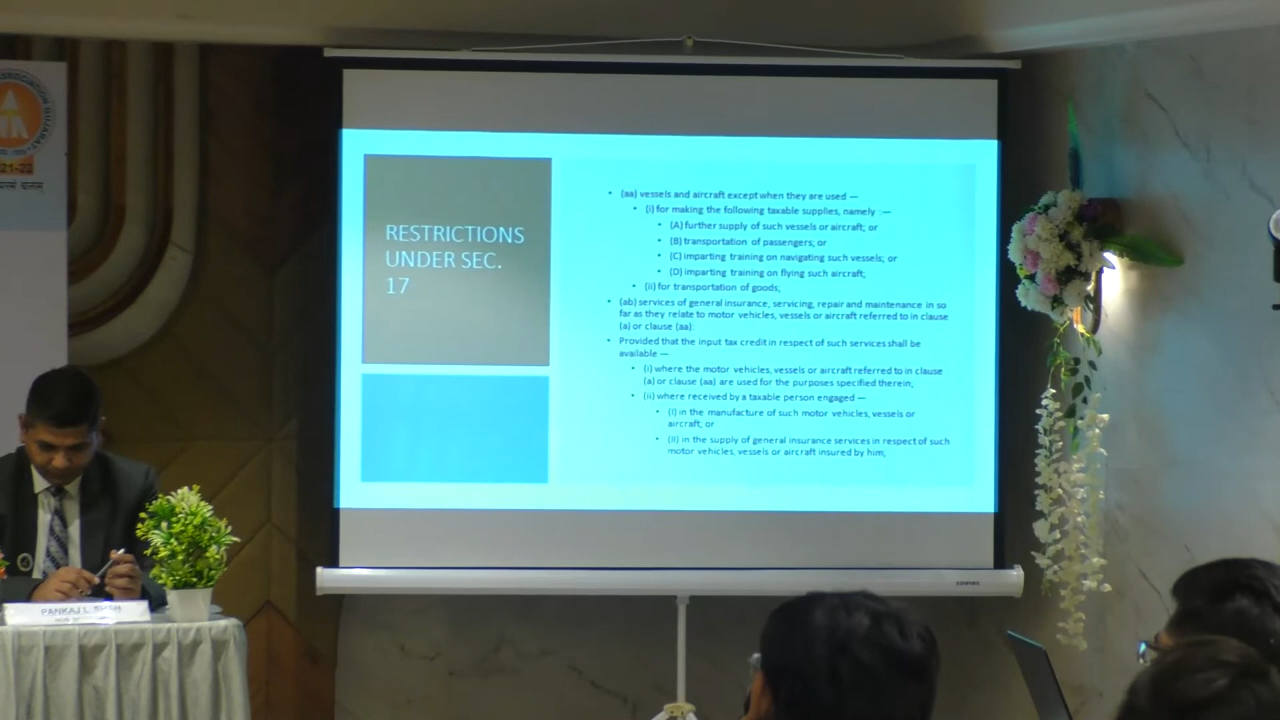 ASSOCIATION GUJARAT
21-22
RESTRICTIONS
UNDER SEC.
17
• (aa) vessels and aircraft except when they are used —
• (i) for making the following taxable supplies, namely :—
• (A) further supply of such vessels or aircraft; or
• (B) transportation of passengers; or
• (C) imparting training on navigating such vessels; or
• (D) imparting training on flying such aircraft;
• (ii) for transportation of goods;
• (ab) services of general insurance, servicing, repair and maintenance in so
far as they relate to motor vehicles, vessels or aircraft referred to in clause
(a) or clause (aa):
• Provided that the input tax credit in respect of such services shall be
available —
• (i) where the motor vehicles, vessels or aircraft referred to in clause
(a) or clause (aa) are used for the purposes specified therein;
• (ii) where received by a taxable person engaged —
• (I) in the manufacture of such motor vehicles, vessels or
aircraft; or
• (II) in the supply of general insurance services in respect of such
motor vehicles, vessels or aircraft insured by him;
PANKAJ L. SHAH